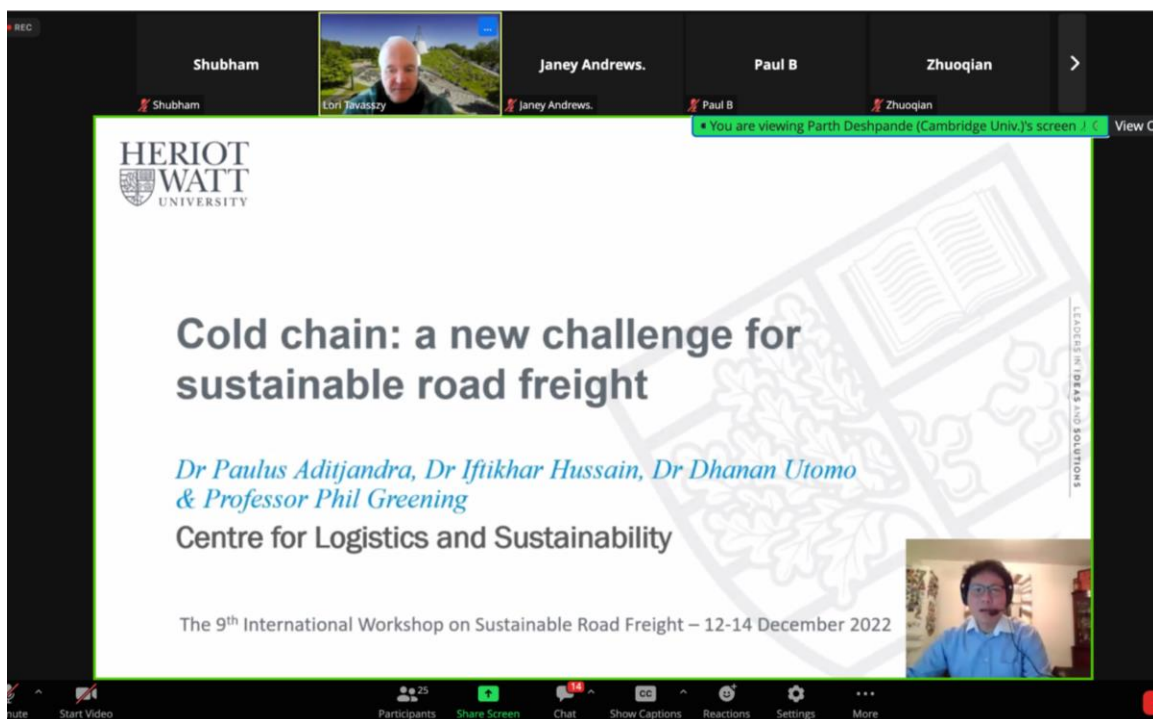 REC
Shubham
Janey Andrews.
Paul B
Zhuoqian
Shubham
Lori Tavasszy
Janey Andrews.
Paul B
Zhuoqian
You are viewing Parth Deshpande (Cambridge Univ.)'s screen
View
HERIOT
WATT
UNIVERSITY
Cold chain: a new challenge for
sustainable road freight
Dr Paulus Aditjandra, Dr Iftikhar Hussain, Dr Dhanan Utomo
& Professor Phil Greening
Centre for Logistics and Sustainability
The 9th International Workshop on Sustainable Road Freight – 12-14 December 2022
LEADERS IN IDEAS AND SOLUTIONS
nute
Start Video
25
Participants
Share Screen
14
Chat
CC
Show Captions
Reactions
Settings
More